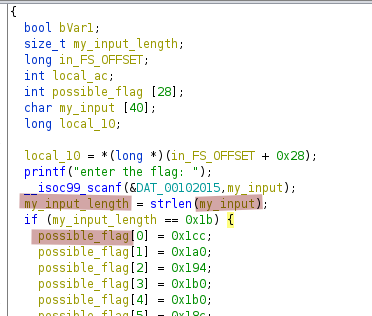 {
bool bVar1;
size_t my_input_length;
long in_FS_OFFSET;
int local_ac;
int possible_flag [28];
char my_input [40];
long local_10;
local_10 = *(long *)(in_FS_OFFSET + 0x28);
printf("enter the flag: ");
__isoc99_scanf(&DAT_00102015,my_input);
my_input_length = strlen(my_input);
if (my_input_length == 0x1b) {
possible_flag[0] = 0x1cc;
possible_flag[1] = 0x1a0;
possible_flag[2] = 0x194;
possible_flag[3] = 0x1b0;
possible_flag[4] = 0x1b0;
possible_flag[5] = 0x18c;